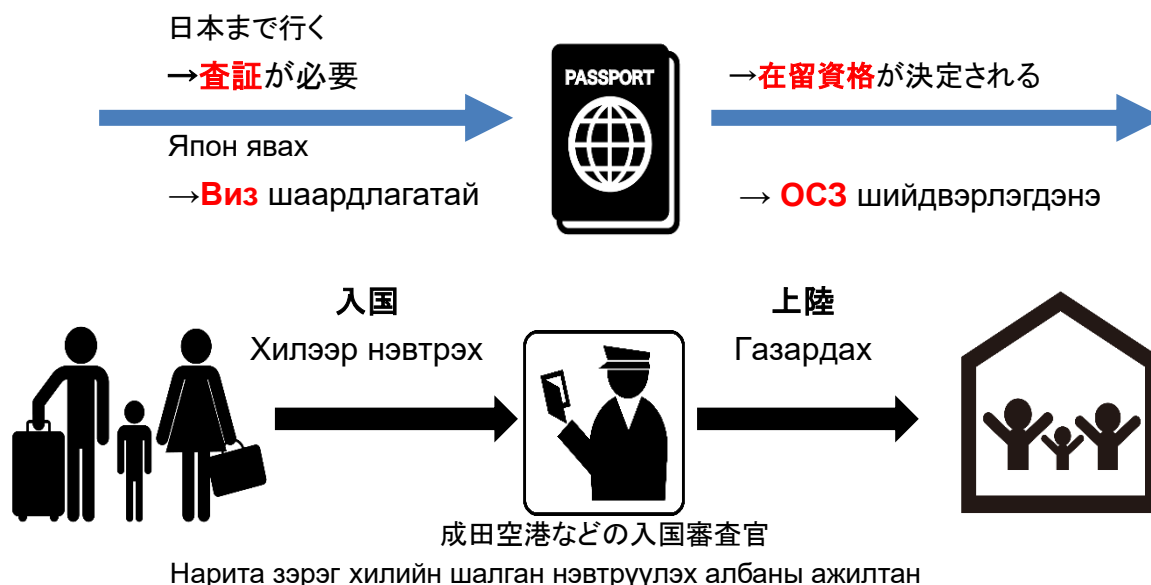 日本まで行く
→査証が必要
Япон явах
→Виз шаардлагатай
PASSPORT
→在留資格が決定される
→ ОСЗ шийдвэрлэгдэнэ
入国
Хилээр нэвтрэх
上陸
Газардах
成田空港などの入国審査官
Нарита зэрэг хилийн шалган нэвтрүүлэх албаны ажилтан